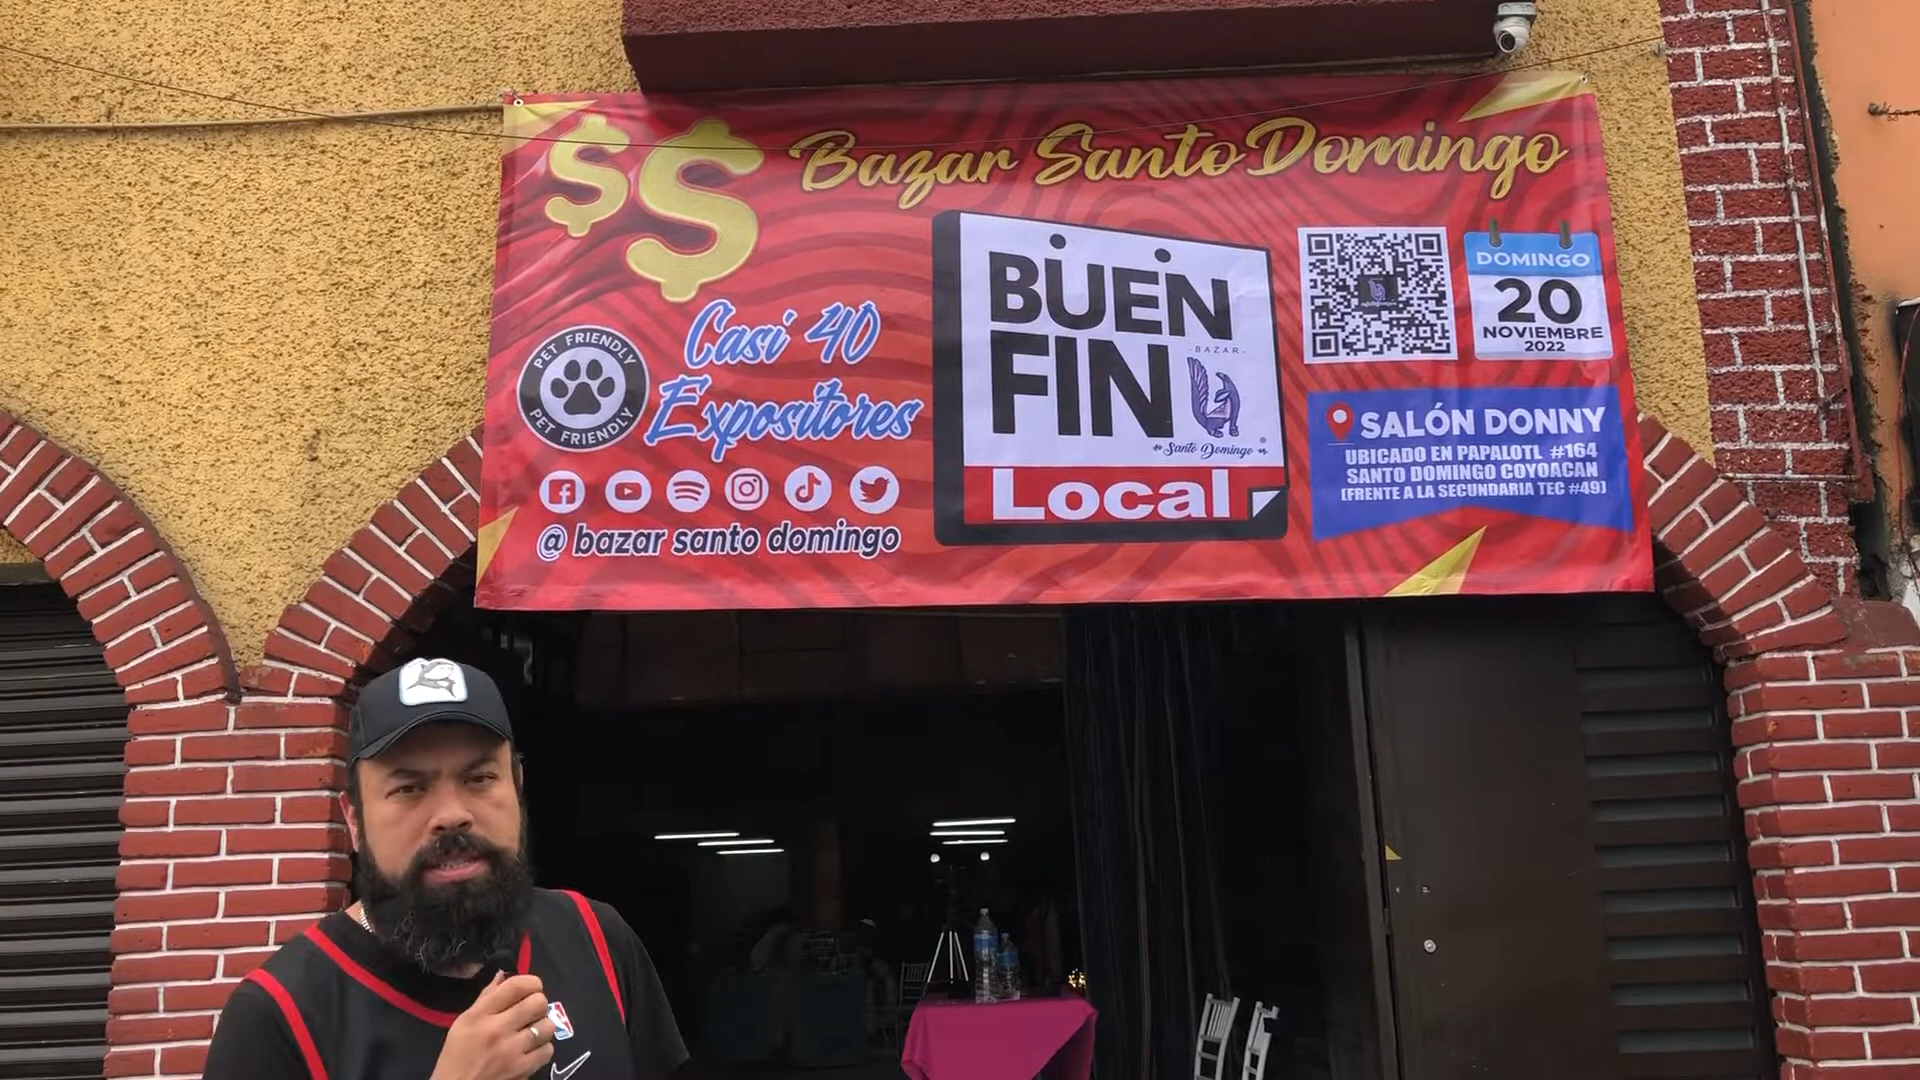 $$
Bazar Santo Domingo
PET FRIENDLY
PET FRIENDLY
Casi 40
Expositores
@ bazar santo domingo
BUEN
FIN
-BAZAR-
Santo Domingo
Local
DOMINGO
20
NOVIEMBRE
2022
SALÓN DONNY
UBICADO EN PAPALOTL #164
SANTO DOMINGO COYOACAN
(FRENTE A LA SECUNDARIA TEC #49)